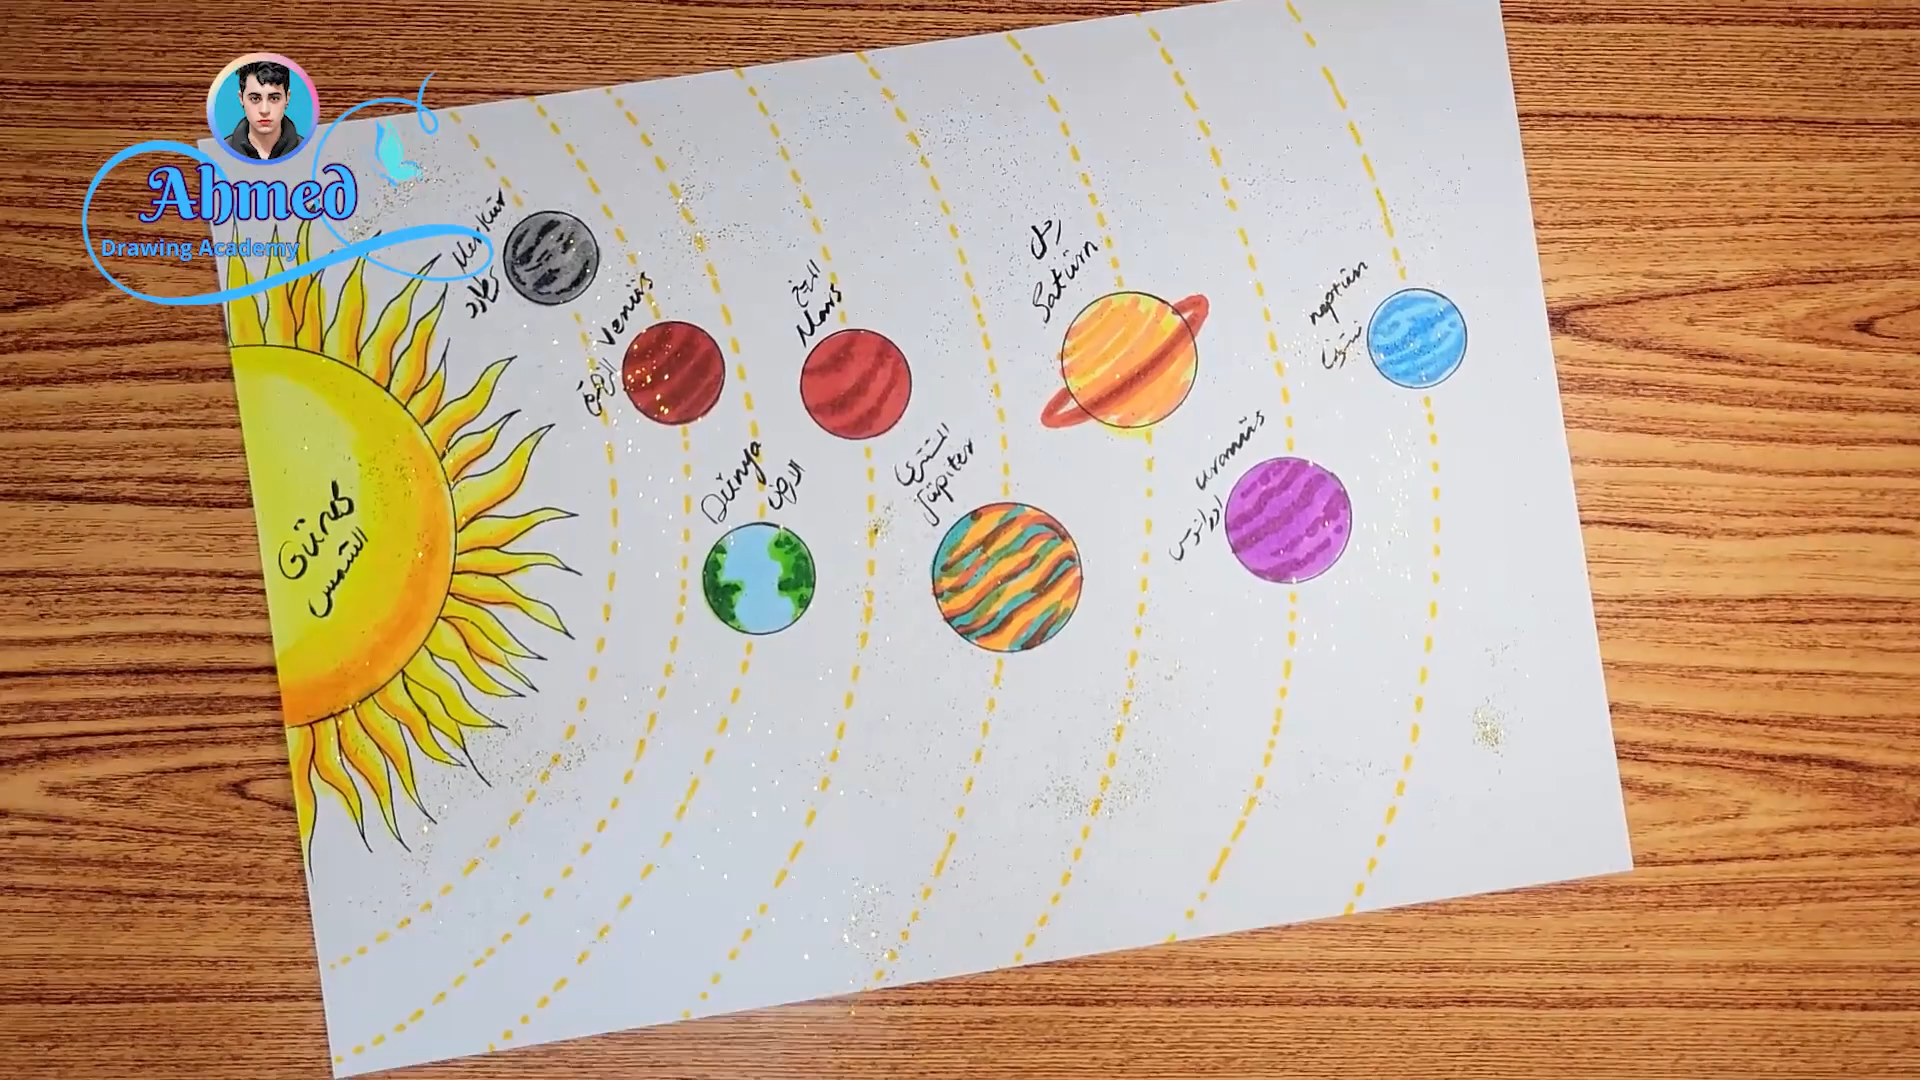 Ahmed
Drawing Academy
Güneş
الشمس
Merkür
عطارد
Venüs
الزهرة
Dünya
الارض
المريخ
Mars
المشتري
Jüpiter
زحل
Satürn
uranüs
اورانوس
neptün
نبتون